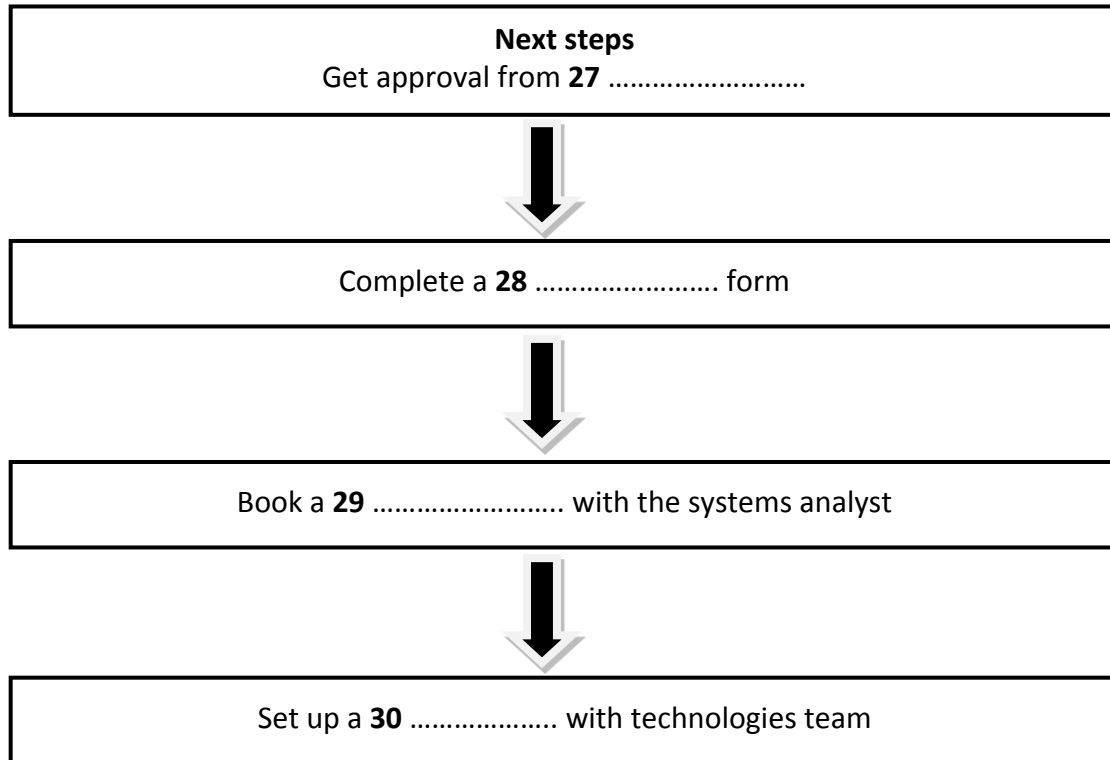 Next steps
Get approval from 27 ………………………
Complete a 28 ……………………. form
Book a 29 …………………….. with the systems analyst
Set up a 30 ……………….. with technologies team